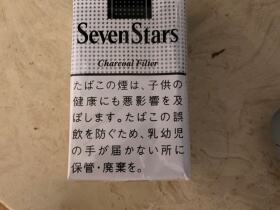 Seven Stars
Charcoal Filter
たばこの煙は、子供の
健康にも悪影響を及
ぼします。たばこの誤
飲を防ぐため、乳幼児
の手が届かない所に
保管・廃棄を。